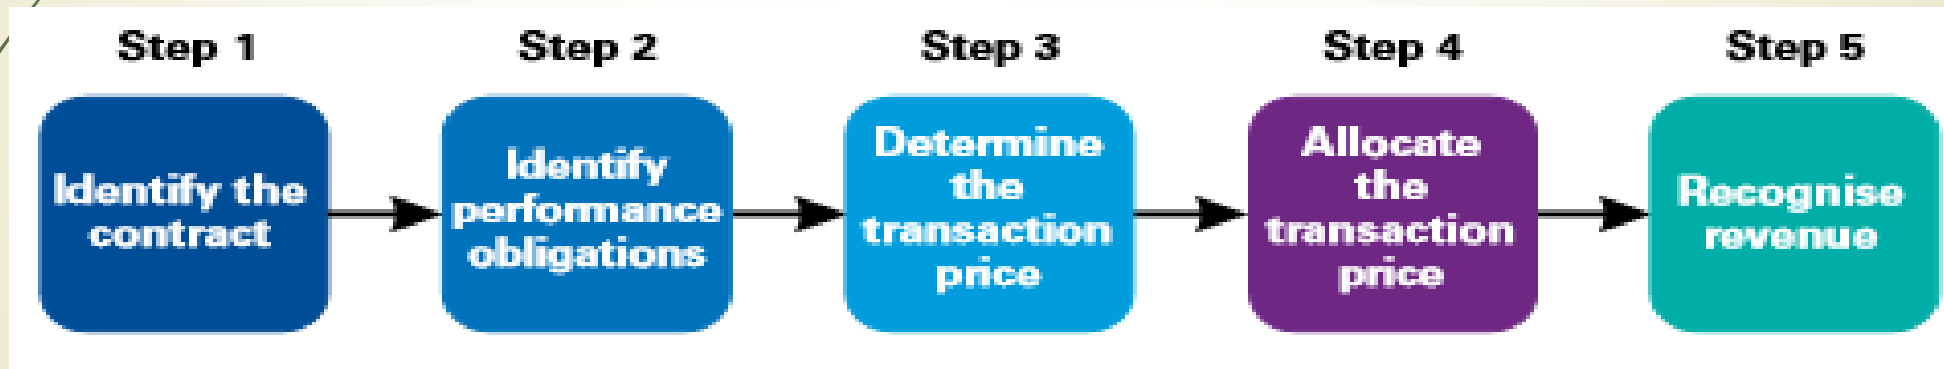 Step 1
Step 2
Step 3
Step 4
Step 5
Identify the
contract
Identify
performance
obligations
Determine
the
transaction
price
Allocate
the
transaction
price
Recognise
revenue